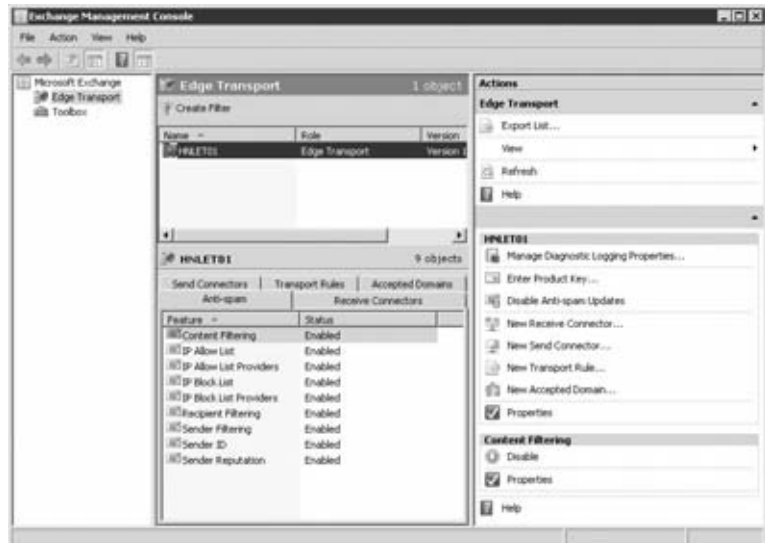 Exchange Management Console
File Action View Help
Microsoft Exchange
Edge Transport
Toolbox
Edge Transport 1 object
Create Filter
Name Role Version
HNLET01 Edge Transport Version
HNLET01 9 objects
Send Connectors Transport Rules Accepted Domains
Anti-spam Receive Connectors
Feature Status
Content Filtering Enabled
IP Allow List Enabled
IP Allow List Providers Enabled
IP Block List Enabled
IP Block List Providers Enabled
Recipient Filtering Enabled
Sender Filtering Enabled
Sender ID Enabled
Sender Reputation Enabled
Actions
Edge Transport
Export List...
View
Refresh
Help
HNLET01
Manage Diagnostic Logging Properties...
Enter Product Key...
Disable Anti-spam Updates
New Receive Connector...
New Send Connector...
New Transport Rule...
New Accepted Domain...
Properties
Content Filtering
Disable
Properties
Help